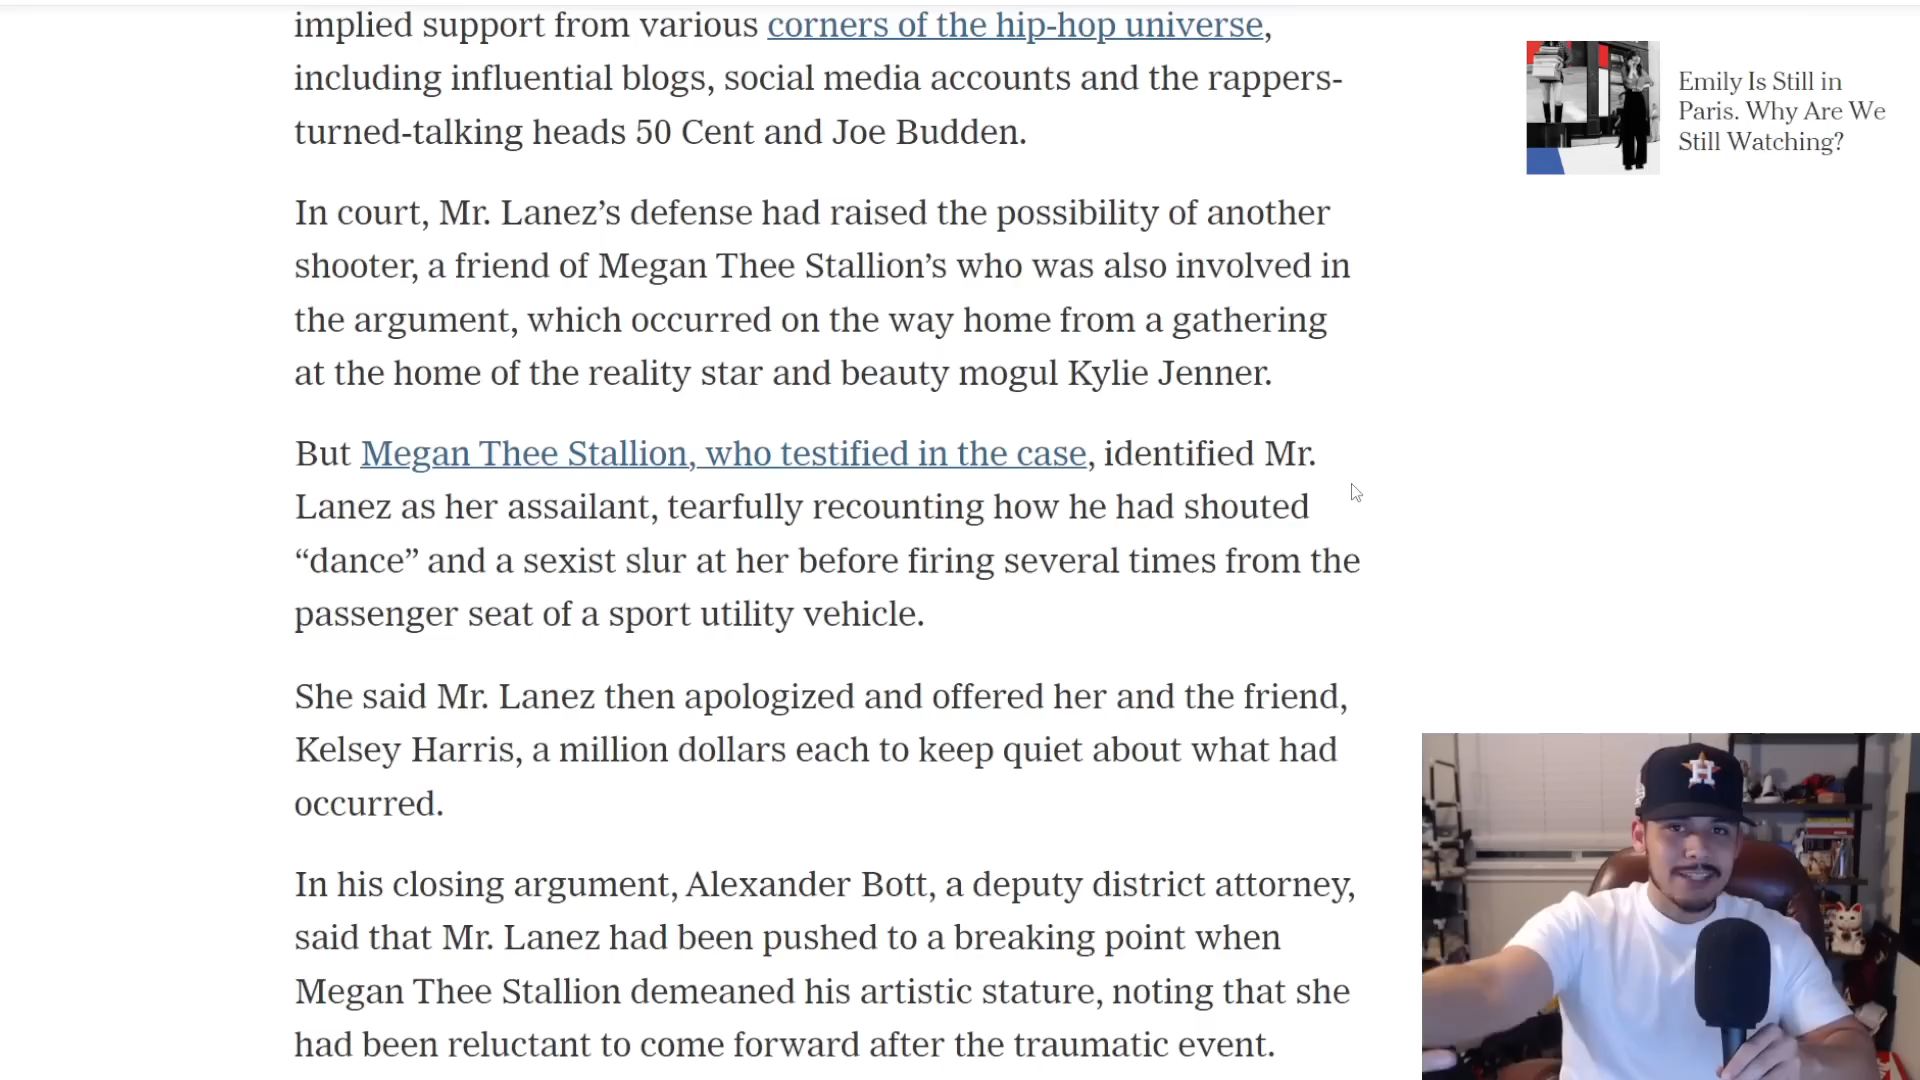 implied support from various corners of the hip-hop universe,
including influential blogs, social media accounts and the rappers-
turned-talking heads 50 Cent and Joe Budden.
In court, Mr. Lanez’s defense had raised the possibility of another
shooter, a friend of Megan Thee Stallion’s who was also involved in
the argument, which occurred on the way home from a gathering
at the home of the reality star and beauty mogul Kylie Jenner.
But Megan Thee Stallion, who testified in the case, identified Mr.
Lanez as her assailant, tearfully recounting how he had shouted
“dance” and a sexist slur at her before firing several times from the
passenger seat of a sport utility vehicle.
She said Mr. Lanez then apologized and offered her and the friend,
Kelsey Harris, a million dollars each to keep quiet about what had
occurred.
In his closing argument, Alexander Bott, a deputy district attorney,
said that Mr. Lanez had been pushed to a breaking point when
Megan Thee Stallion demeaned his artistic stature, noting that she
had been reluctant to come forward after the traumatic event.
Emily Is Still in
Paris. Why Are We
Still Watching?
H